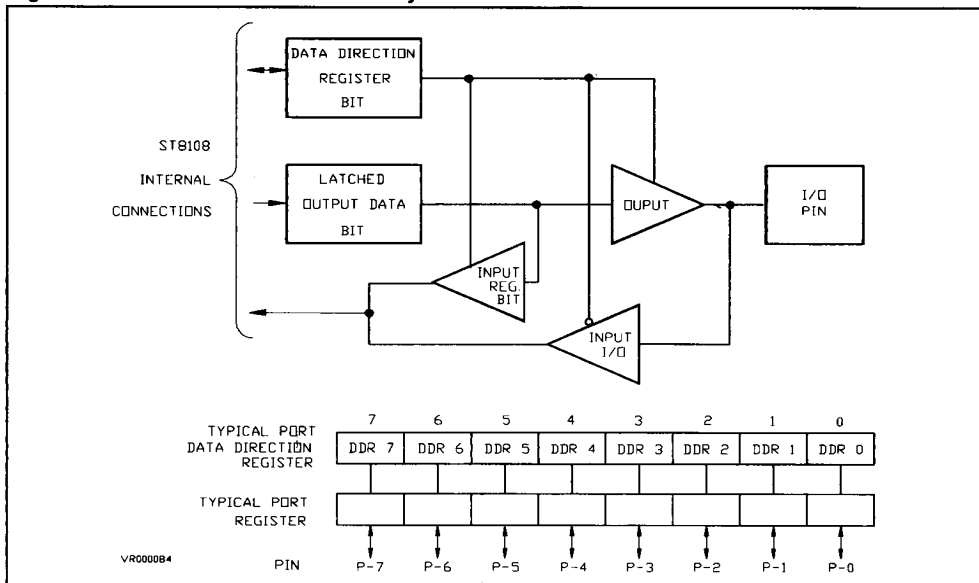 DATA DIRECTION
REGISTER
BIT
ST8108
INTERNAL
CONNECTIONS
LATCHED
OUTPUT DATA
BIT
OUPUT
I/O
PIN
INPUT
REG.
BIT
INPUT
I/O
7 6 5 4 3 2 1 0
TYPICAL PORT
DATA DIRECTION
REGISTER
DDR 7 DDR 6 DDR 5 DDR 4 DDR 3 DDR 2 DDR 1 DDR 0
TYPICAL PORT
REGISTER
VR0000B4
PIN P-7 P-6 P-5 P-4 P-3 P-2 P-1 P-0